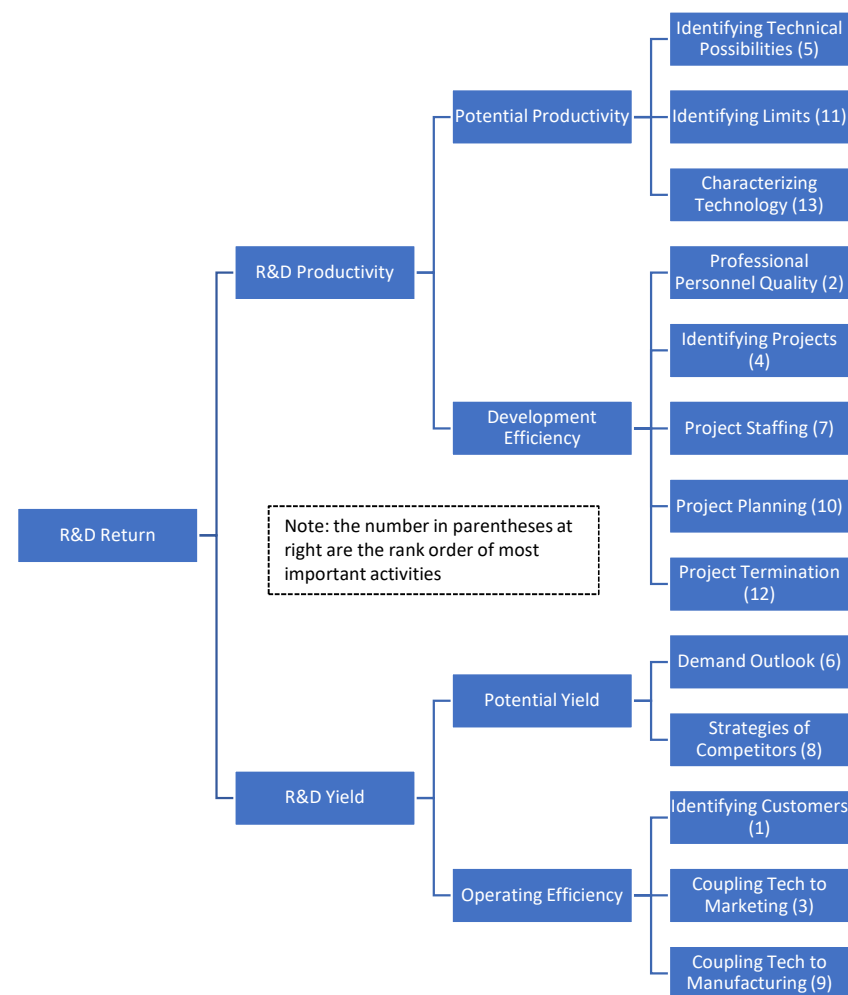 Identifying Technical
Possibilities (5)
Potential Productivity
Identifying Limits (11)
Characterizing
Technology (13)
R&D Productivity
Professional
Personnel Quality (2)
Identifying Projects
(4)
Development
Efficiency
Project Staffing (7)
Project Planning (10)
R&D Return
Note: the number in parentheses at
right are the rank order of most
important activities
Project Termination
(12)
Demand Outlook (6)
Potential Yield
Strategies of
Competitors (8)
R&D Yield
Identifying Customers
(1)
Operating Efficiency
Coupling Tech to
Marketing (3)
Coupling Tech to
Manufacturing (9)